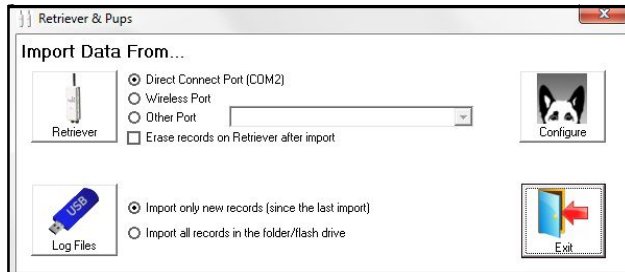 Retriever & Pups
Import Data From...
Direct Connect Port (COM2)
Wireless Port
Other Port
Erase records on Retriever after import
Retriever
Configure
USB
Log Files
Import only new records (since the last import)
Import all records in the folder/flash drive
Exit